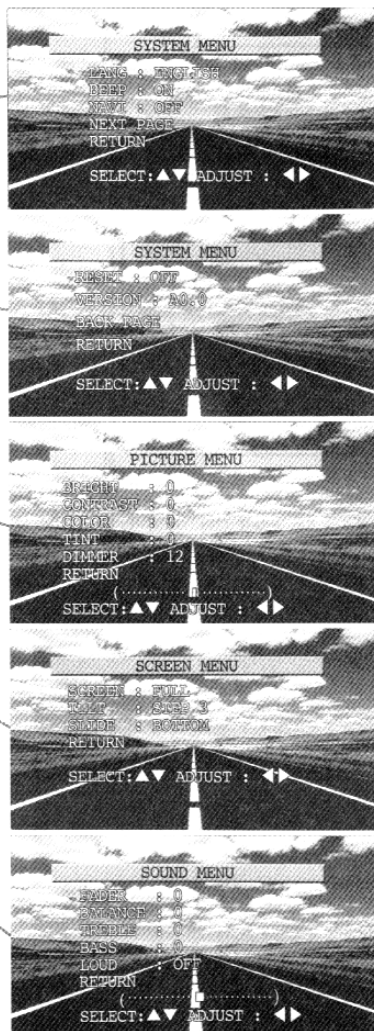 SYSTEM MENU
LANG : ENGLISH
BEEP : ON
NAVI : OFF
NEXT PAGE
RETURN
SELECT:▲▼ ADJUST : ◀▶
SYSTEM MENU
RESET : OFF
VERSION : A0.0
BACK PAGE
RETURN
SELECT:▲▼ ADJUST : ◀▶
PICTURE MENU
BRIGHT : 0
CONTRAST : 0
COLOR : 0
TINT : 0
DIMMER : 12
RETURN
SELECT:▲▼ ADJUST : ◀▶
SCREEN MENU
SCREEN : FULL
TILT : STEP 3
SLIDE : BOTTOM
RETURN
SELECT:▲▼ ADJUST : ◀▶
SOUND MENU
FADER : 0
BALANCE : 0
TREBLE : 0
BASS : 0
LOUD : OFF
RETURN
SELECT:▲▼ ADJUST : ◀▶